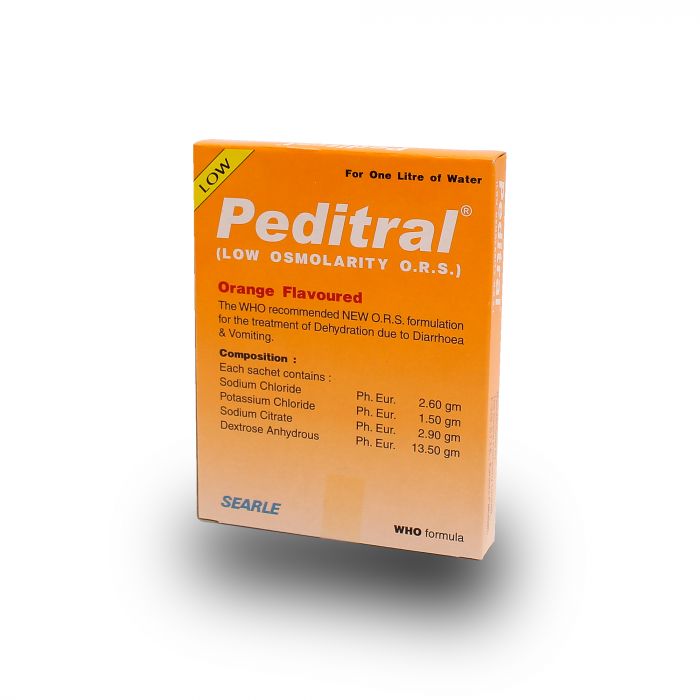 LOW
For One Litre of Water
Peditral®
(LOW OSMOLARITY O.R.S.)
Orange Flavoured
The WHO recommended NEW O.R.S. formulation
for the treatment of Dehydration due to Diarrhoea
& Vomiting.
Composition :
Each sachet contains :
Sodium Chloride Ph. Eur. 2.60 gm
Potassium Chloride Ph. Eur. 1.50 gm
Sodium Citrate Ph. Eur. 2.90 gm
Dextrose Anhydrous Ph. Eur. 13.50 gm
SEARLE
WHO formula
Peditral